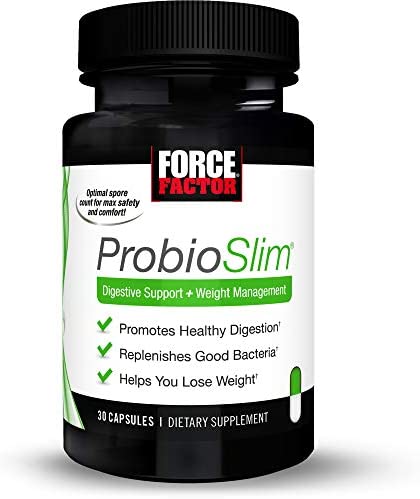 FORCE
FACTOR
Optimal spore
count for max safety
and comfort!
ProbioSlim®
Digestive Support + Weight Management
Promotes Healthy Digestion†
Replenishes Good Bacteria†
Helps You Lose Weight†
30 CAPSULES | DIETARY SUPPLEMENT